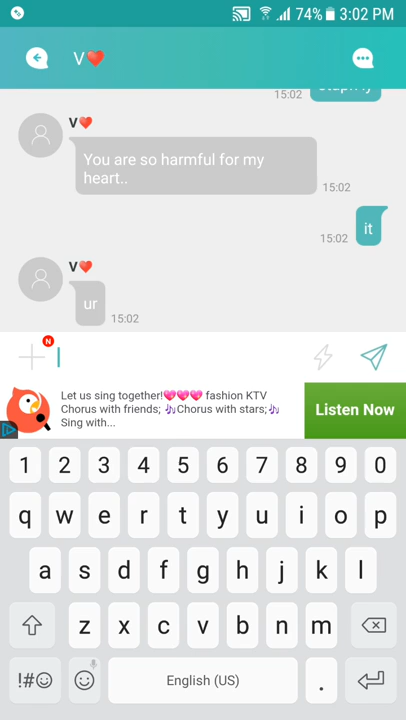 3:02 PM
74%
V❤️
15:02
V❤️
You are so harmful for my
heart..
15:02
it
15:02
V❤️
ur
15:02
N
Let us sing together!💗💗💗 fashion KTV
Chorus with friends; 🎶Chorus with stars;🎶
Sing with...
Listen Now
1 2 3 4 5 6 7 8 9 0
q w e r t y u i o p
a s d f g h j k l
z x c v b n m
!#☺ English (US) .